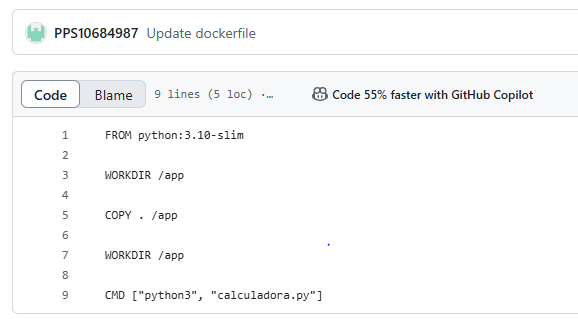 PPS10684987 Update dockerfile
Code Blame 9 lines (5 loc) ·… Code 55% faster with GitHub Copilot
1 FROM python:3.10-slim
2
3 WORKDIR /app
4
5 COPY . /app
6
7 WORKDIR /app
8
9 CMD ["python3", "calculadora.py"]